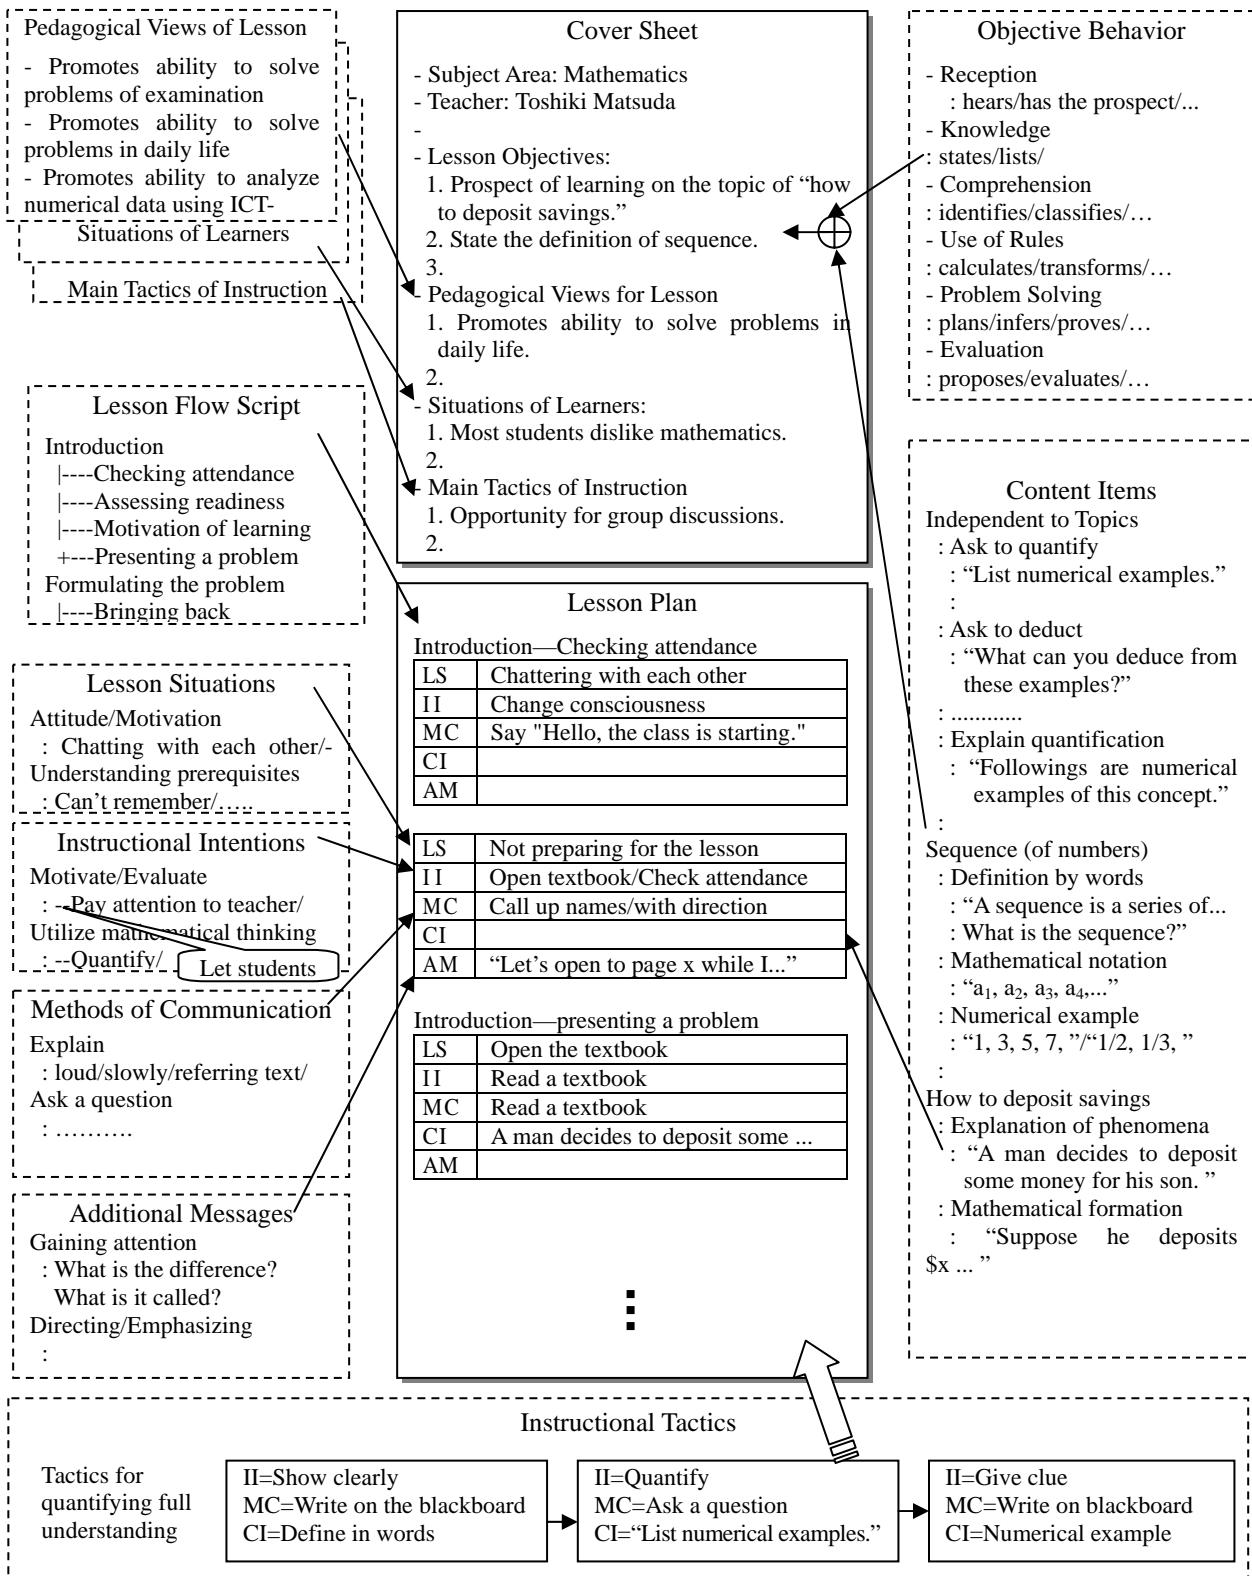 Pedagogical Views of Lesson
- Promotes ability to solve
problems of examination
- Promotes ability to solve
problems in daily life
- Promotes ability to analyze
numerical data using ICT-
Situations of Learners
Main Tactics of Instruction
Cover Sheet
- Subject Area: Mathematics
- Teacher: Toshiki Matsuda
-
- Lesson Objectives:
1. Prospect of learning on the topic of “how
to deposit savings.”
2. State the definition of sequence.
3.
- Pedagogical Views for Lesson
1. Promotes ability to solve problems in
daily life.
2.
- Situations of Learners:
1. Most students dislike mathematics.
2.
- Main Tactics of Instruction
1. Opportunity for group discussions.
2.
Objective Behavior
- Reception
: hears/has the prospect/...
- Knowledge
: states/lists/
- Comprehension
: identifies/classifies/…
- Use of Rules
: calculates/transforms/…
- Problem Solving
: plans/infers/proves/…
- Evaluation
: proposes/evaluates/…
Lesson Flow Script
Introduction
|----Checking attendance
|----Assessing readiness
|----Motivation of learning
+---Presenting a problem
Formulating the problem
|----Bringing back
Lesson Situations
Attitude/Motivation
: Chatting with each other/-
Understanding prerequisites
: Can’t remember/…..
Instructional Intentions
Motivate/Evaluate
: --Pay attention to teacher/
Utilize mathematical thinking
: --Quantify/
Let students
Methods of Communication
Explain
: loud/slowly/referring text/
Ask a question
: ……….
Additional Messages
Gaining attention
: What is the difference?
What is it called?
Directing/Emphasizing
:
Lesson Plan
Introduction—Checking attendance
LS Chattering with each other
II Change consciousness
MC Say "Hello, the class is starting."
CI
AM
LS Not preparing for the lesson
II Open textbook/Check attendance
MC Call up names/with direction
CI
AM “Let’s open to page x while I...”
Introduction—presenting a problem
LS Open the textbook
II Read a textbook
MC Read a textbook
CI A man decides to deposit some ...
AM
Content Items
Independent to Topics
: Ask to quantify
: “List numerical examples.”
:
: Ask to deduct
: “What can you deduce from
these examples?”
: ............
: Explain quantification
: “Followings are numerical
examples of this concept.”
:
Sequence (of numbers)
: Definition by words
: “A sequence is a series of...
: What is the sequence?”
: Mathematical notation
: “a₁, a₂, a₃, a₄,...”
: Numerical example
: “1, 3, 5, 7, ”/“1/2, 1/3, ”
:
How to deposit savings
: Explanation of phenomena
: “A man decides to deposit
some money for his son. ”
: Mathematical formation
: “Suppose he deposits
$x ... ”
Instructional Tactics
Tactics for
quantifying full
understanding
II=Show clearly
MC=Write on the blackboard
CI=Define in words
II=Quantify
MC=Ask a question
CI=“List numerical examples.”
II=Give clue
MC=Write on blackboard
CI=Numerical example